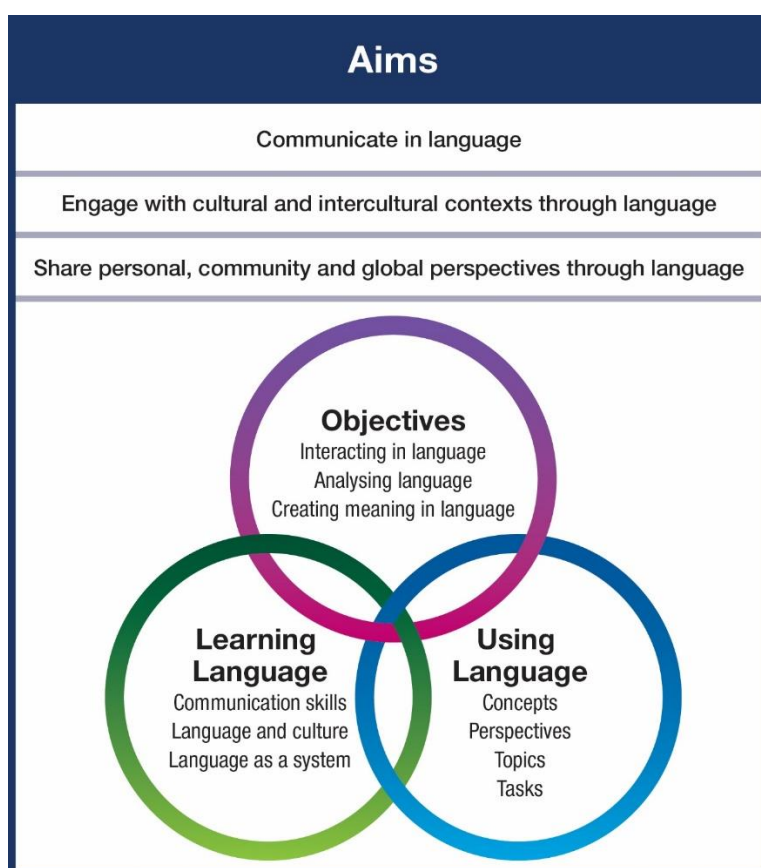 Aims
Communicate in language
Engage with cultural and intercultural contexts through language
Share personal, community and global perspectives through language
Objectives
Interacting in language
Analysing language
Creating meaning in language
Learning
Language
Communication skills
Language and culture
Language as a system
Using
Language
Concepts
Perspectives
Topics
Tasks